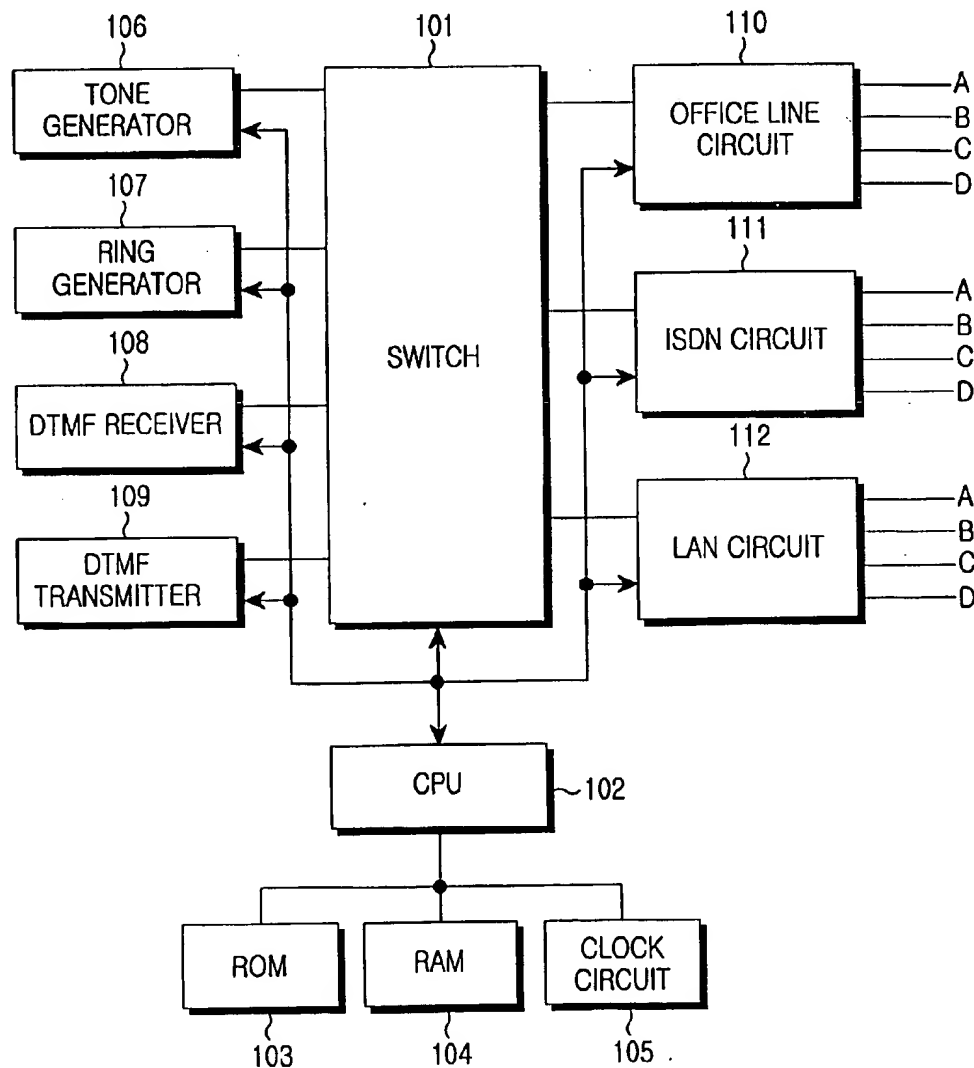 106
101
110
TONE
GENERATOR
OFFICE LINE
CIRCUIT
A
B
C
D
107
RING
GENERATOR
111
ISDN CIRCUIT
A
B
C
D
108
DTMF RECEIVER
SWITCH
112
LAN CIRCUIT
A
B
C
D
109
DTMF
TRANSMITTER
CPU
102
ROM
RAM
CLOCK
CIRCUIT
103
104
105